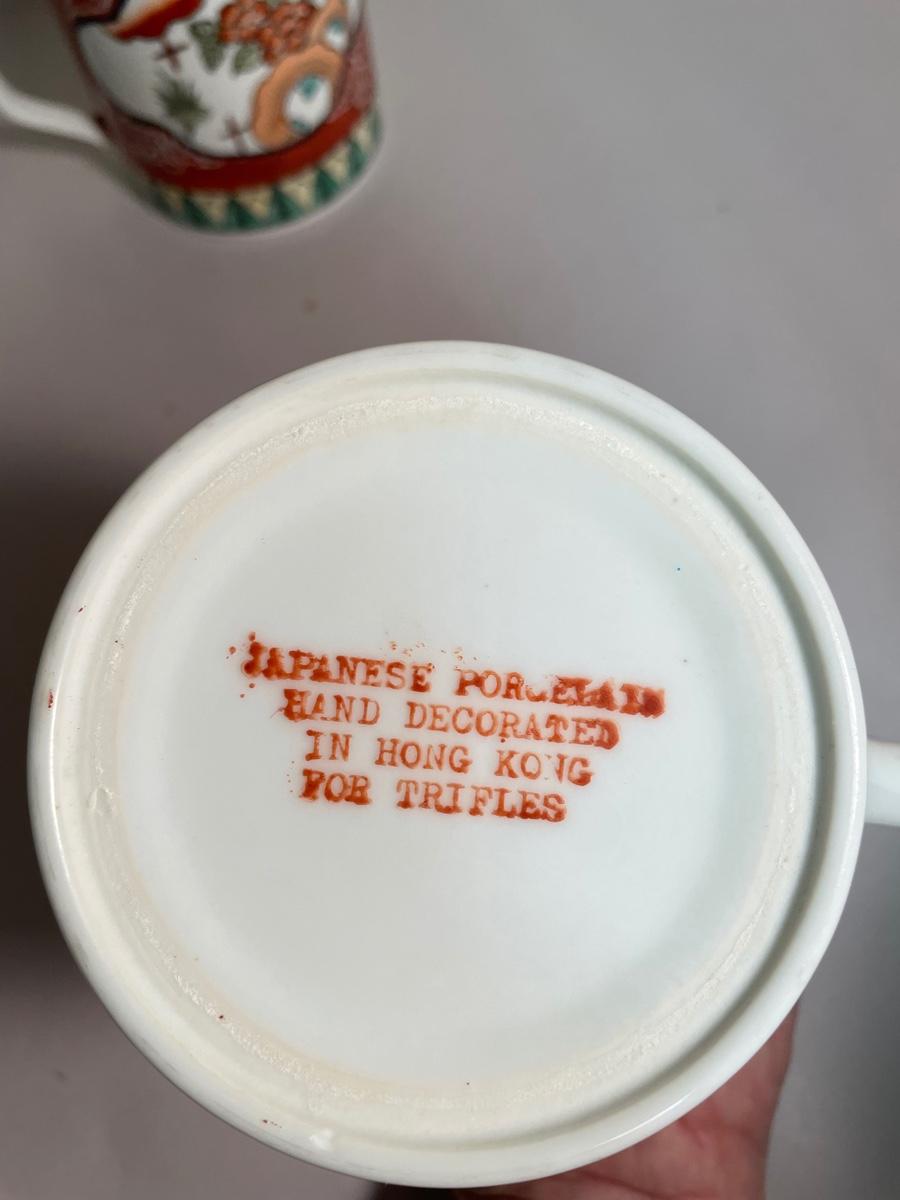 JAPANESE PORCELAIN
HAND DECORATED
IN HONG KONG
FOR TRIFLES